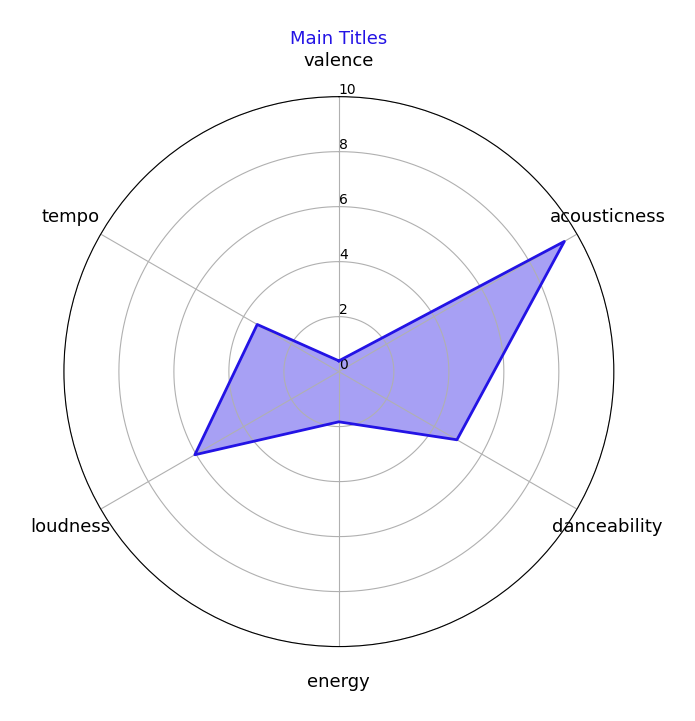 Main Titles
valence
10
8
6
4
2
0
tempo
acousticness
loudness
danceability
energy